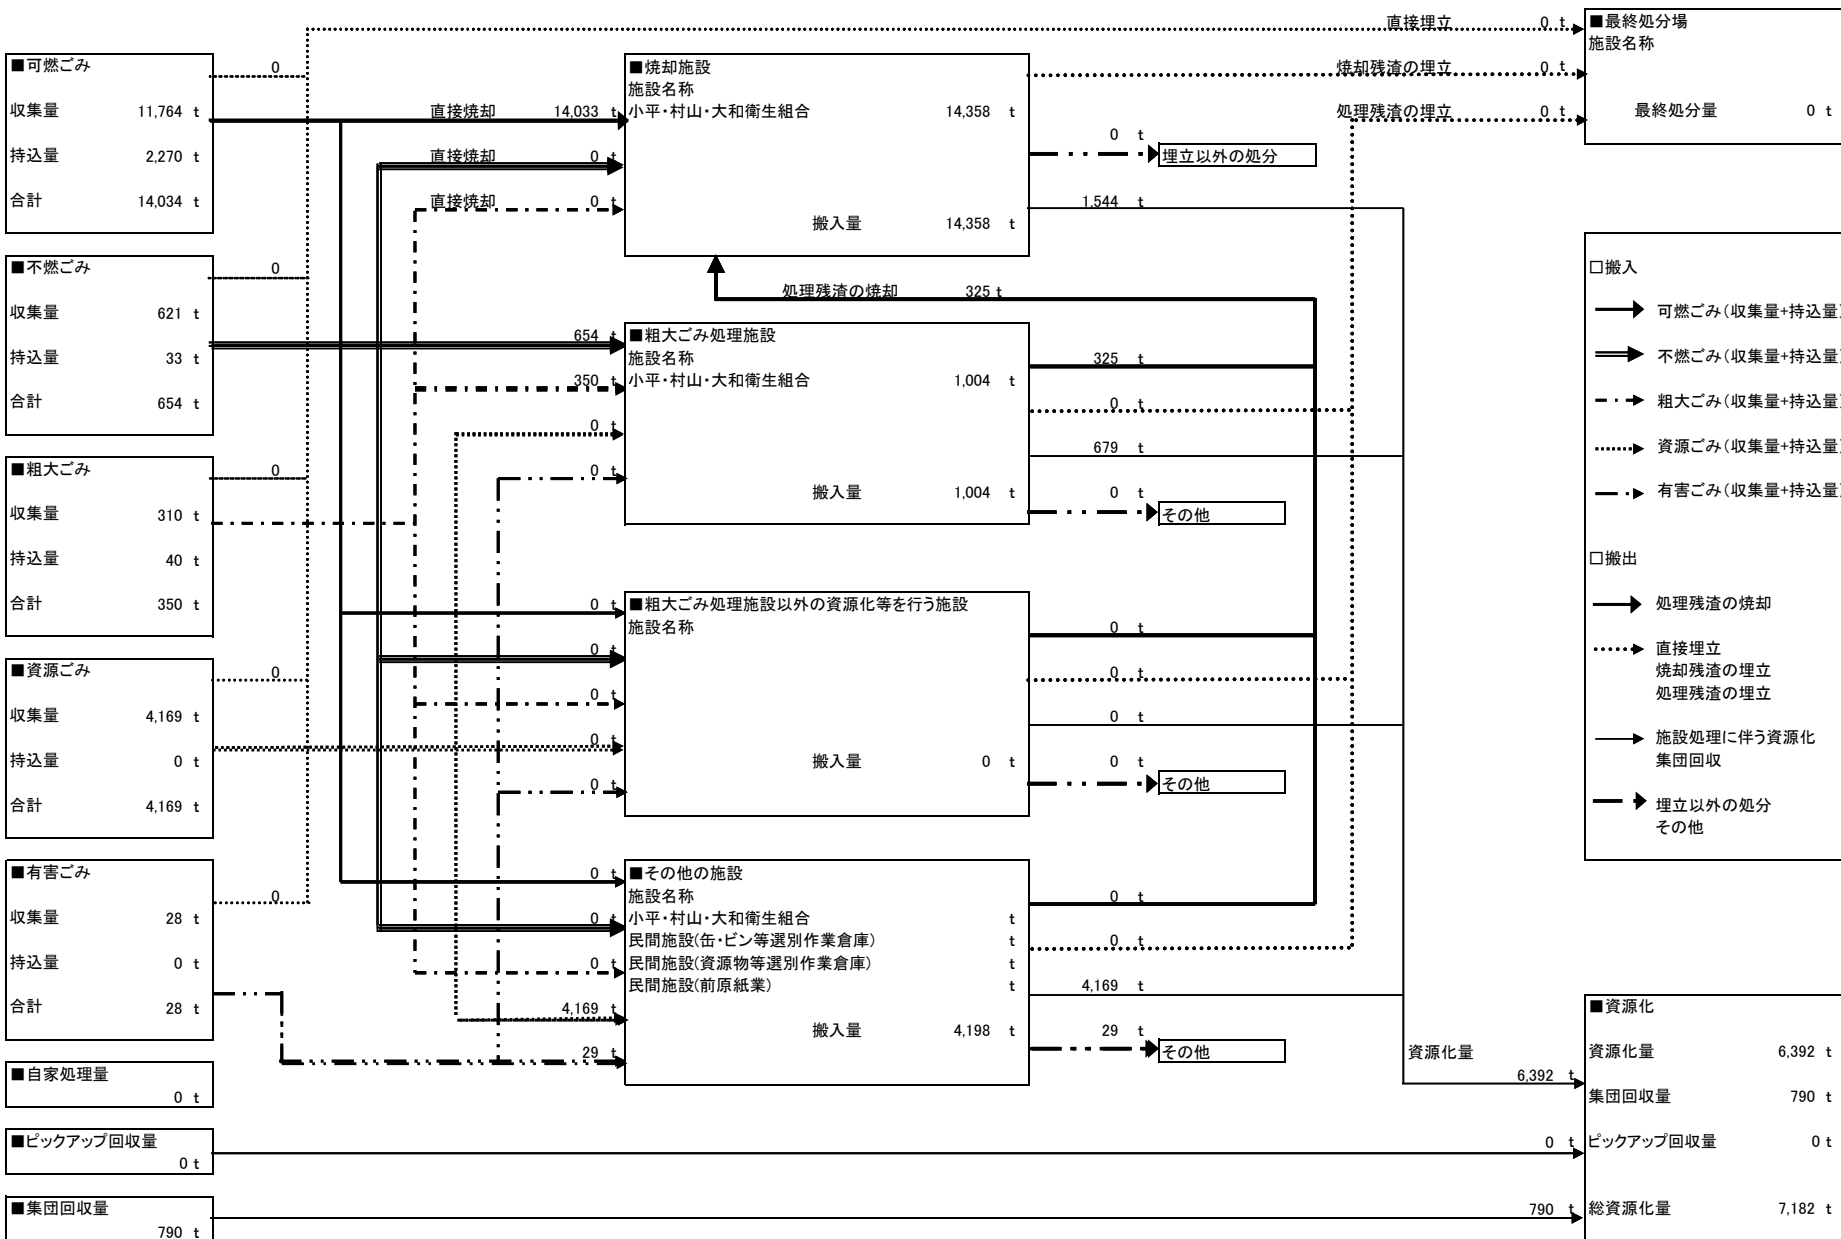 ■可燃ごみ
収集量 11,764 t
持込量 2,270 t
合計 14,034 t
0
■不燃ごみ
収集量 621 t
持込量 33 t
合計 654 t
0
■粗大ごみ
収集量 310 t
持込量 40 t
合計 350 t
0
■資源ごみ
収集量 4,169 t
持込量 0 t
合計 4,169 t
0
■有害ごみ
収集量 28 t
持込量 0 t
合計 28 t
0
■自家処理量
0 t
■ピックアップ回収量
0 t
■集団回収量
790 t
直接焼却 14,033 t
直接焼却 0 t
直接焼却 0 t
■焼却施設
施設名称
小平・村山・大和衛生組合 14,358 t
搬入量 14,358 t
処理残渣の焼却 325 t
654 t
350 t
0 t
0 t
■粗大ごみ処理施設
施設名称
小平・村山・大和衛生組合 1,004 t
搬入量 1,004 t
0 t
0 t
0 t
0 t
0 t
■粗大ごみ処理施設以外の資源化等を行う施設
施設名称
搬入量 0 t
0 t
0 t
0 t
4,169 t
29 t
■その他の施設
施設名称
小平・村山・大和衛生組合 t
民間施設(缶・ビン等選別作業倉庫) t
民間施設(資源物等選別作業倉庫) t
民間施設(前原紙業) t
搬入量 4,198 t
直接埋立 0 t
焼却残渣の埋立 0 t
処理残渣の埋立 0 t
0 t
埋立以外の処分
1,544 t
325 t
0 t
679 t
0 t
その他
0 t
0 t
0 t
0 t
その他
0 t
0 t
4,169 t
29 t
その他
資源化量
6,392 t
0 t
790 t
■最終処分場
施設名称
最終処分量 0 t
□搬入
可燃ごみ(収集量+持込量)
不燃ごみ(収集量+持込量)
粗大ごみ(収集量+持込量)
資源ごみ(収集量+持込量)
有害ごみ(収集量+持込量)
□搬出
処理残渣の焼却
直接埋立
焼却残渣の埋立
処理残渣の埋立
施設処理に伴う資源化
集団回収
埋立以外の処分
その他
■資源化
資源化量 6,392 t
集団回収量 790 t
ピックアップ回収量 0 t
総資源化量 7,182 t